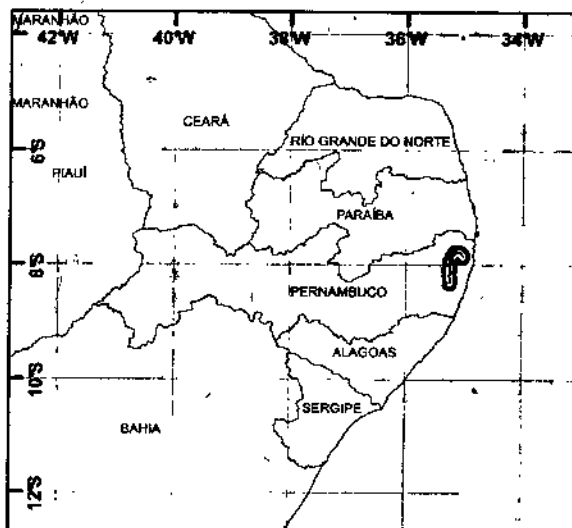 MARANHÃO
42°W
40°W
38°W
36°W
34°W
MARANHÃO
CEARÁ
RÍO GRANDE DO NORTE
6°S
PIAUÍ
PARAÍBA
8°S
PERNAMBUCO
ALAGOAS
10°S
SERGIPE
BAHIA
12°S